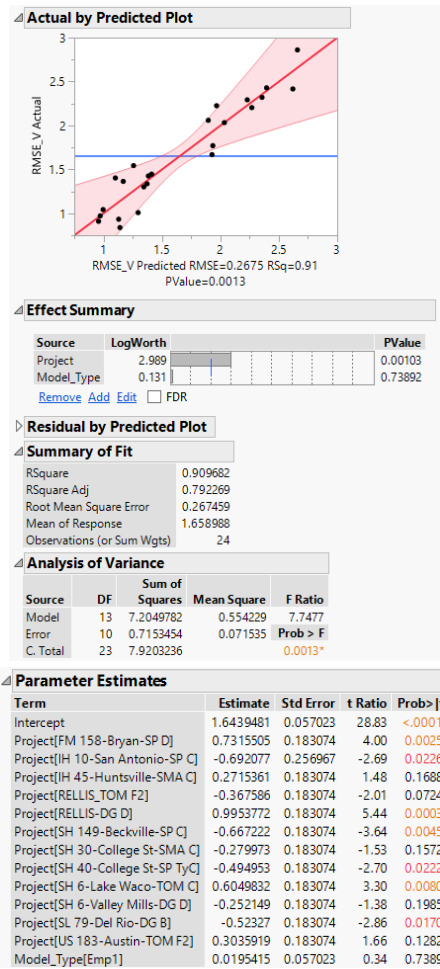 Actual by Predicted Plot
3
2.5
2
1.5
1
RMSE_V Actual
1 1.5 2 2.5 3
RMSE_V Predicted RMSE=0.2675 RSq=0.91
PValue=0.0013
Effect Summary
Source LogWorth PValue
Project 2.989 0.00103
Model_Type 0.131 0.73892
Remove Add Edit FDR
Residual by Predicted Plot
Summary of Fit
RSquare 0.909682
RSquare Adj 0.792269
Root Mean Square Error 0.267459
Mean of Response 1.658988
Observations (or Sum Wgts) 24
Analysis of Variance
Sum of
Source DF Squares Mean Square F Ratio
Model 13 7.2049782 0.554229 7.7477
Error 10 0.7153454 0.071535 Prob > F
C. Total 23 7.9203236 0.0013*
Parameter Estimates
Term Estimate Std Error t Ratio Prob>|
Intercept 1.6439481 0.057023 28.83 <.0001
Project[FM 158-Bryan-SP D] 0.7315505 0.183074 4.00 0.0025
Project[IH 10-San Antonio-SP C] -0.692077 0.256967 -2.69 0.0226
Project[IH 45-Huntsville-SMA C] 0.2715361 0.183074 1.48 0.1688
Project[RELLIS_TOM F2] -0.367586 0.183074 -2.01 0.0724
Project[RELLIS-DG D] 0.9953772 0.183074 5.44 0.0003
Project[SH 149-Beckville-SP C] -0.667222 0.183074 -3.64 0.0045
Project[SH 30-College St-SMA C] -0.279973 0.183074 -1.53 0.1572
Project[SH 40-College St-SP TyC] -0.494953 0.183074 -2.70 0.0222
Project[SH 6-Lake Waco-TOM C] 0.6049832 0.183074 3.30 0.0080
Project[SH 6-Valley Mills-DG D] -0.252149 0.183074 -1.38 0.1985
Project[SL 79-Del Rio-DG B] -0.52327 0.183074 -2.86 0.0170
Project[US 183-Austin-TOM F2] 0.3035919 0.183074 1.66 0.1282
Model_Type[Emp1] 0.0195415 0.057023 0.34 0.7389